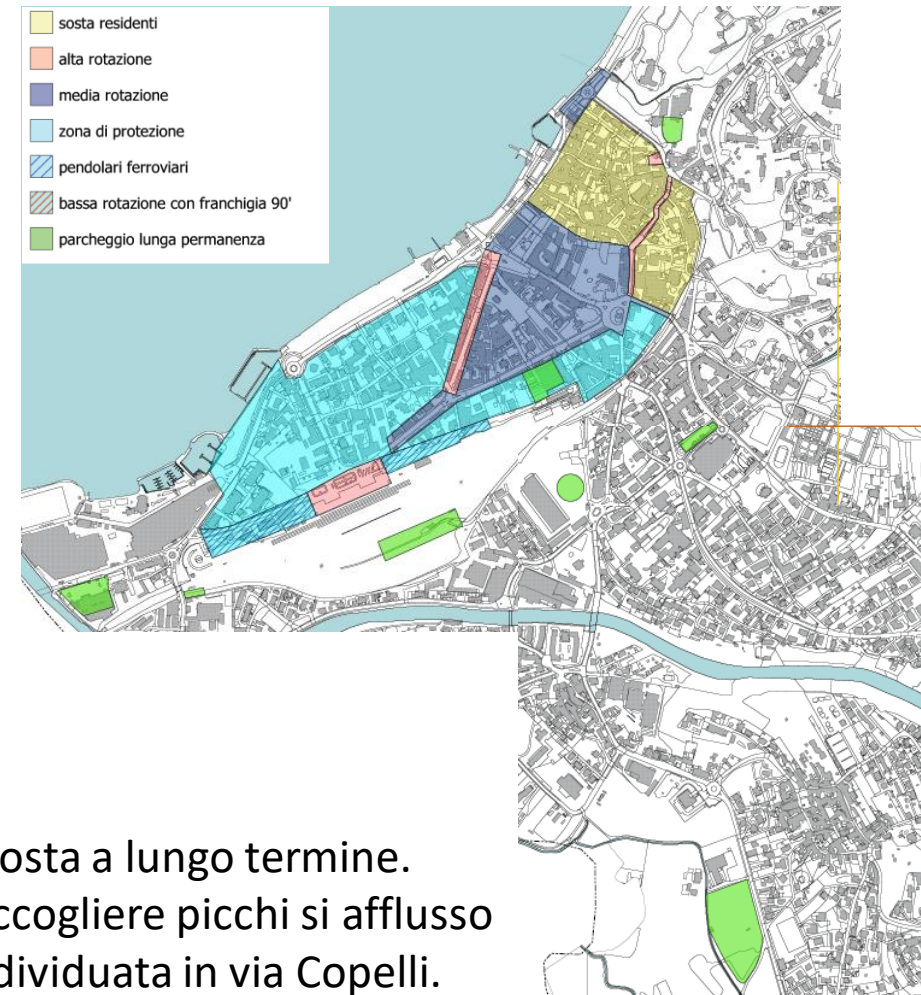 sosta residenti
alta rotazione
media rotazione
zona di protezione
pendolari ferroviari
bassa rotazione con franchigia 90'
parcheggio lunga permanenza
osta a lungo termine.
ccogliere picchi si afflusso
dividuata in via Copelli.